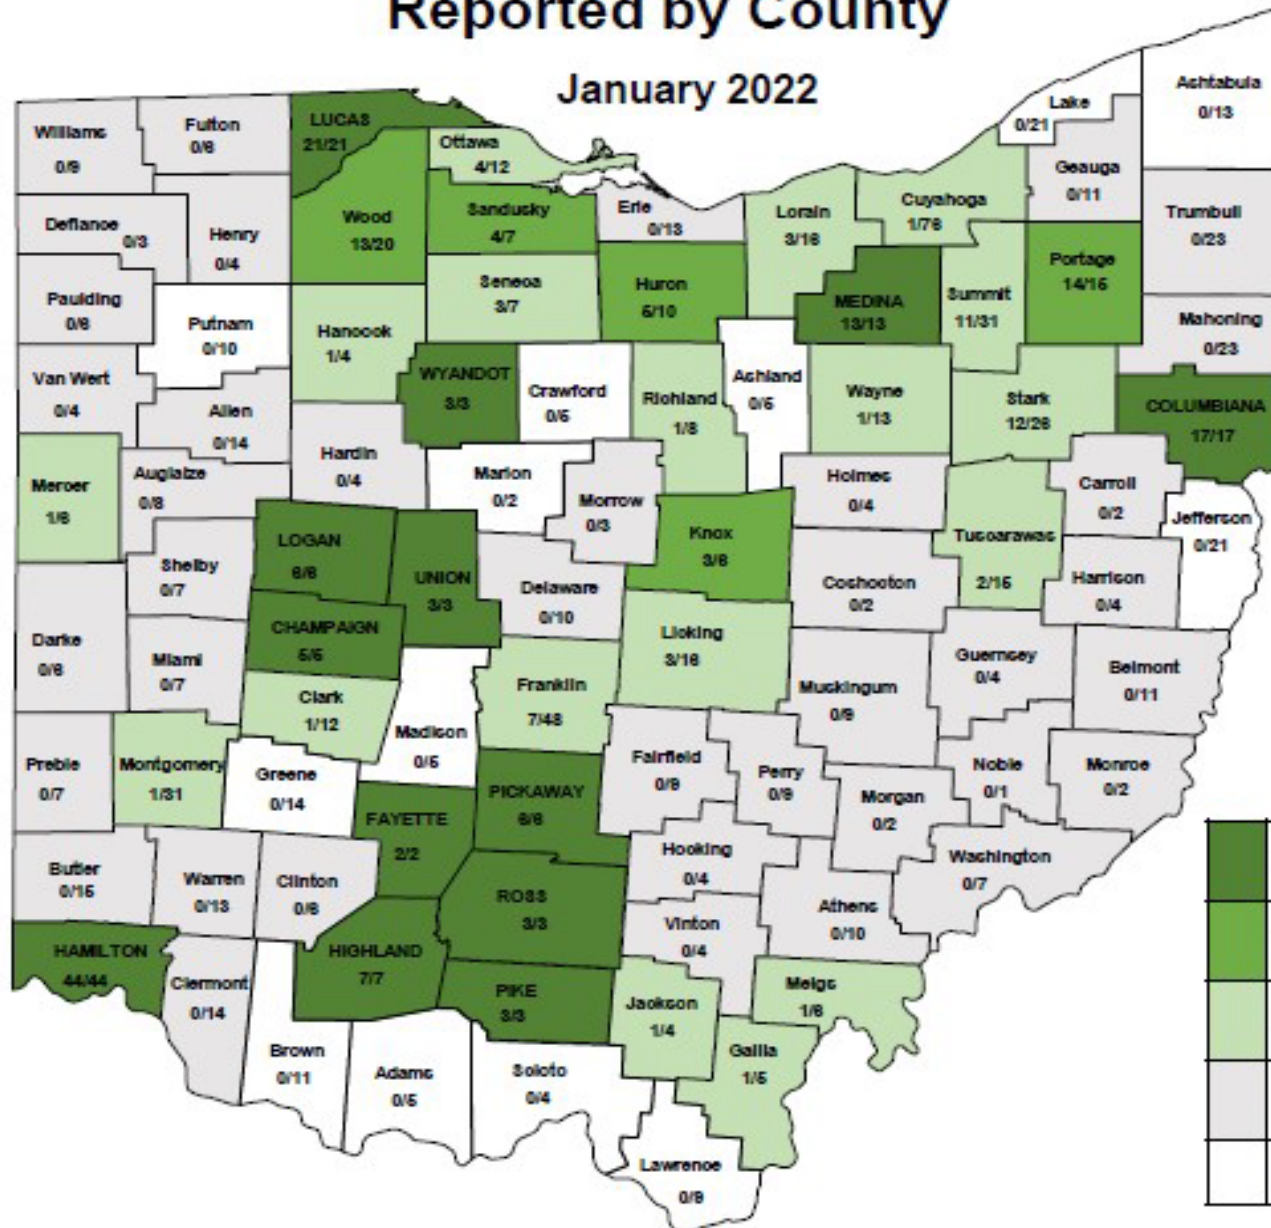 Reported by County
January 2022
Williams
0/9
Fulton
0/6
LUCAS
21/21
Ottawa
4/12
Lake
0/21
Ashtabula
0/13
Defiance
0/3
Henry
0/4
Wood
13/20
Sandusky
4/7
Erie
0/13
Lorain
3/16
Cuyahoga
1/76
Geauga
0/11
Trumbull
0/23
Paulding
0/6
Putnam
0/10
Hancock
1/4
Seneca
3/7
Huron
5/10
MEDINA
13/13
Summit
11/31
Portage
14/15
Mahoning
0/23
Van Wert
0/4
Allen
0/14
WYANDOT
3/3
Crawford
0/5
Richland
1/8
Ashland
0/5
Wayne
1/13
Stark
12/26
COLUMBIANA
17/17
Mercer
1/6
Auglaize
0/8
Hardin
0/4
Marion
0/2
Morrow
0/3
Holmes
0/4
Carroll
0/2
Jefferson
0/21
Shelby
0/7
LOGAN
6/6
UNION
3/3
Delaware
0/10
Knox
3/6
Coshocton
0/2
Tuscarawas
2/15
Harrison
0/4
Darke
0/6
Miami
0/7
CHAMPAIGN
5/5
Clark
1/12
Madison
0/5
Franklin
7/48
Licking
3/16
Muskingum
0/9
Guernsey
0/4
Belmont
0/11
Preble
0/7
Montgomery
1/31
Greene
0/14
FAYETTE
2/2
PICKAWAY
6/6
Fairfield
0/9
Perry
0/9
Morgan
0/2
Noble
0/1
Monroe
0/2
Butler
0/15
Warren
0/13
Clinton
0/6
ROSS
3/3
Hocking
0/4
Vinton
0/4
Athens
0/10
Washington
0/7
HAMILTON
44/44
Clermont
0/14
HIGHLAND
7/7
PIKE
3/3
Jackson
1/4
Meigs
1/6
Brown
0/11
Adams
0/5
Scioto
0/4
Gallia
1/5
Lawrence
0/9